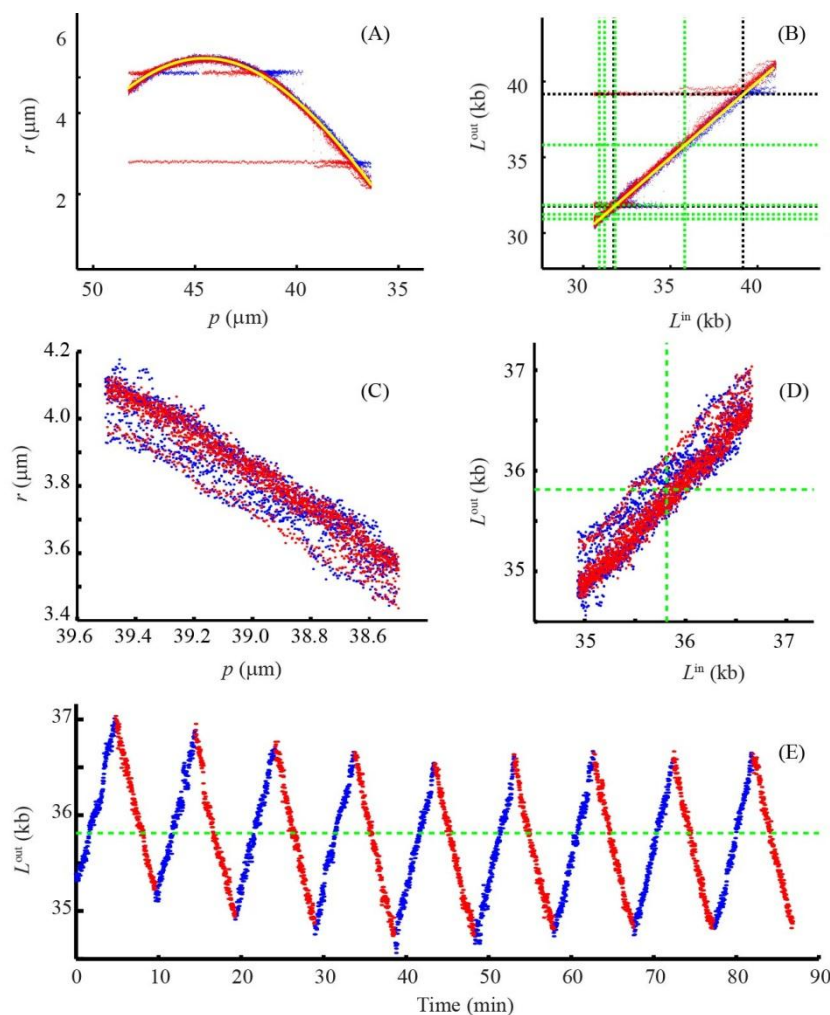 (A)
6
4
2
r (μm)
50
45
40
35
p (μm)
(B)
40
35
30
L^out (kb)
30
35
40
L^in (kb)
(C)
4.2
4.0
3.8
3.6
3.4
r (μm)
39.6
39.4
39.2
39.0
38.8
38.6
p (μm)
(D)
37
36
35
L^out (kb)
35
36
37
L^in (kb)
(E)
37
36
35
L^out (kb)
0
10
20
30
40
50
60
70
80
90
Time (min)